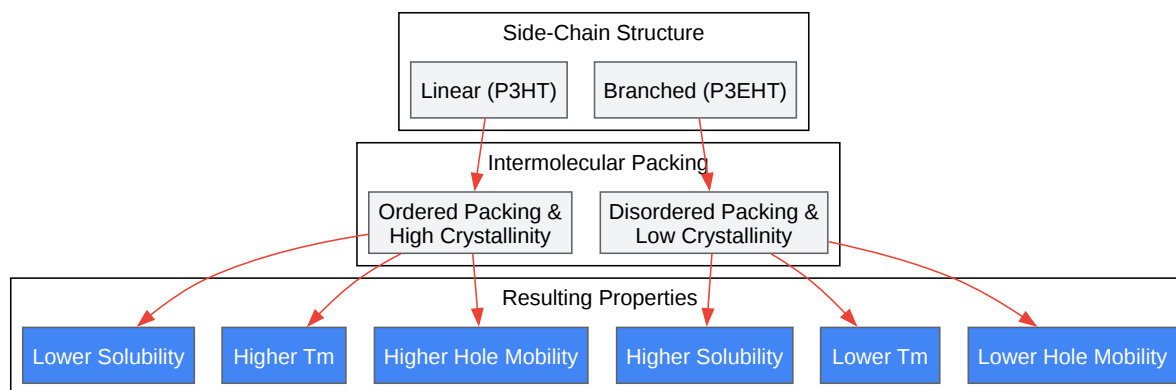 Side-Chain Structure
Linear (P3HT)
Branched (P3EHT)
Intermolecular Packing
Ordered Packing &
High Crystallinity
Disordered Packing &
Low Crystallinity
Resulting Properties
Lower Solubility
Higher Tm
Higher Hole Mobility
Higher Solubility
Lower Tm
Lower Hole Mobility